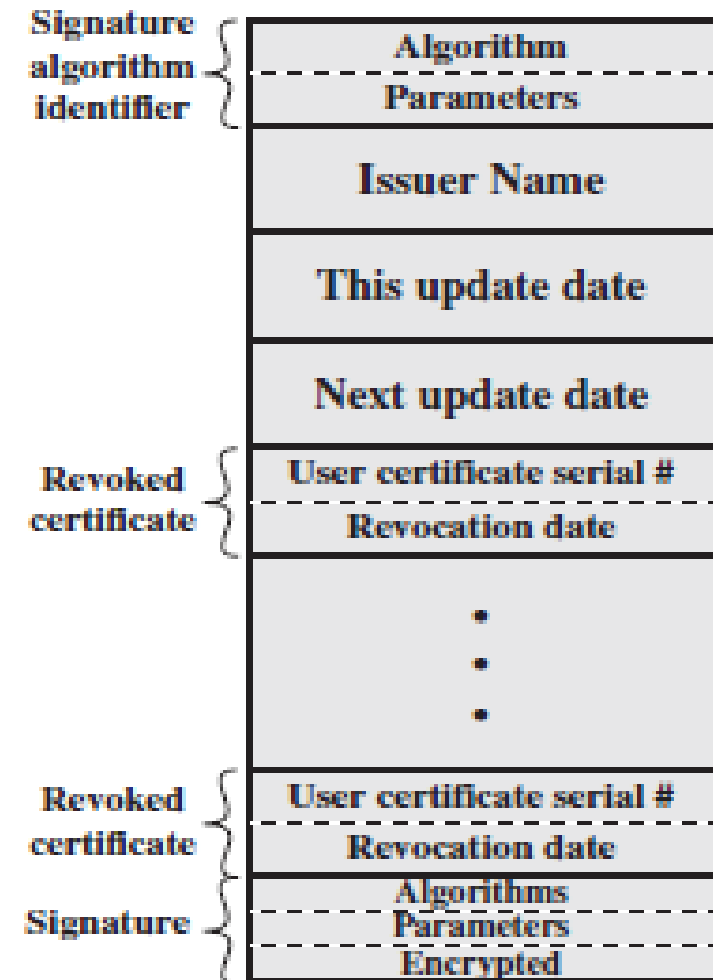 Signature
algorithm
identifier
Algorithm
Parameters
Issuer Name
This update date
Next update date
Revoked
certificate
User certificate serial #
Revocation date
•
•
•
Revoked
certificate
User certificate serial #
Revocation date
Signature
Algorithms
Parameters
Encrypted